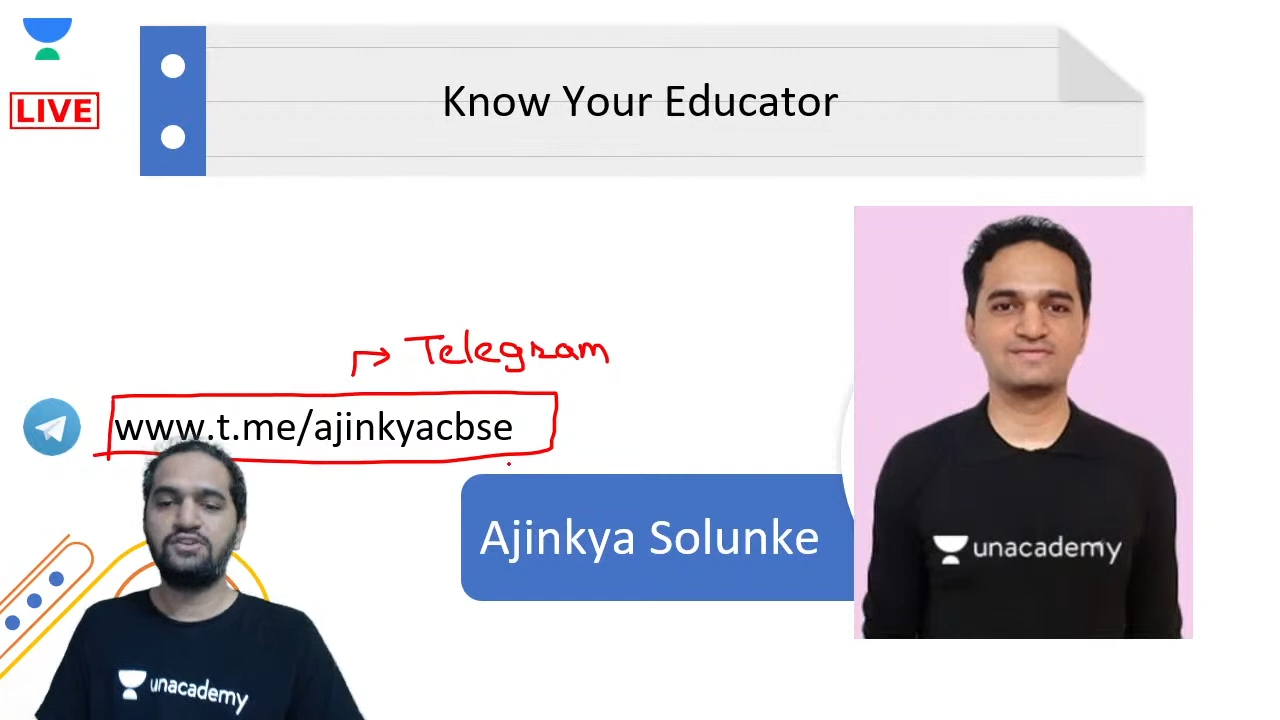 LIVE
Know Your Educator
Telegram
www.t.me/ajinkyacbse
Ajinkya Solunke
unacademy
unacademy